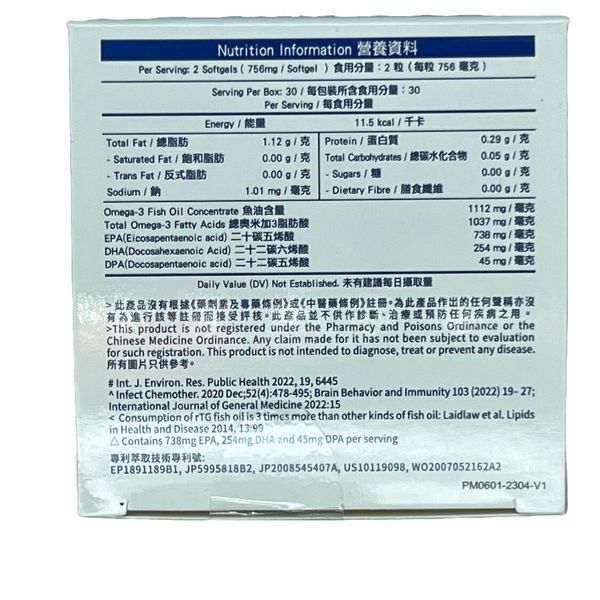 Nutrition Information 營養資料
Per Serving: 2 Softgels ( 756mg / Softgel ) 食用分量：2 粒 ( 每粒 756 毫克 )
Serving Per Box: 30 / 每包裝所含食用分量：30
Per Serving / 每食用分量
Energy / 能量 11.5 kcal / 千卡
Total Fat / 總脂肪 1.12 g / 克 Protein / 蛋白質 0.29 g / 克
- Saturated Fat / 飽和脂肪 0.00 g / 克 Total Carbohydrates / 總碳水化合物 0.05 g / 克
- Trans Fat / 反式脂肪 0.00 g / 克 - Sugars / 糖 0.00 g / 克
Sodium / 鈉 1.01 mg / 毫克 - Dietary Fibre / 膳食纖維 0.00 g / 克
Omega-3 Fish Oil Concentrate 魚油含量 1112 mg / 毫克
Total Omega-3 Fatty Acids 總奧米加3脂肪酸 1037 mg / 毫克
EPA(Eicosapentaenoic acid) 二十碳五烯酸 738 mg / 毫克
DHA(Docosahexaenoic Acid) 二十二碳六烯酸 254 mg / 毫克
DPA(Docosapentaenoic acid) 二十二碳五烯酸 45 mg / 毫克
Daily Value (DV) Not Established. 未有建議每日攝取量
>此產品沒有根據《藥劑業及毒藥條例》或《中醫藥條例》註冊。為此產品作出的任何聲稱亦沒
有為進行該等註冊而接受評核。此產品並不供作診斷、治療或預防任何疾病之用。
>This product is not registered under the Pharmacy and Poisons Ordinance or the
Chinese Medicine Ordinance. Any claim made for it has not been subject to evaluation
for such registration. This product is not intended to diagnose, treat or prevent any disease.
所有圖片只供參考。
# Int. J. Environ. Res. Public Health 2022, 19, 6445
^ Infect Chemother. 2020 Dec;52(4):478-495; Brain Behavior and Immunity 103 (2022) 19– 27;
International Journal of General Medicine 2022:15
< Consumption of rTG fish oil is 3 times more than other kinds of fish oil: Laidlaw et al. Lipids
in Health and Disease 2014, 13:99
△ Contains 738mg EPA, 254mg DHA and 45mg DPA per serving
專利萃取技術專利號:
EP1891189B1, JP5995818B2, JP2008545407A, US10119098, WO2007052162A2
PM0601-2304-V1